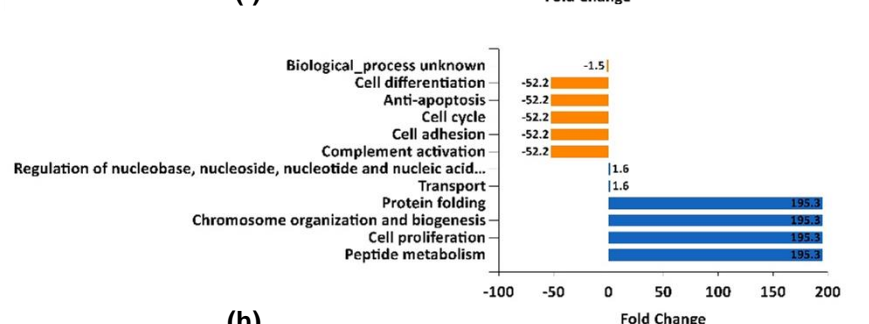 Biological_process unknown -1.5
Cell differentiation -52.2
Anti-apoptosis -52.2
Cell cycle -52.2
Cell adhesion -52.2
Complement activation -52.2
Regulation of nucleobase, nucleoside, nucleotide and nucleic acid... 1.6
Transport 1.6
Protein folding 195.3
Chromosome organization and biogenesis 195.3
Cell proliferation 195.3
Peptide metabolism 195.3
-100 -50 0 50 100 150 200
Fold Change
(b)